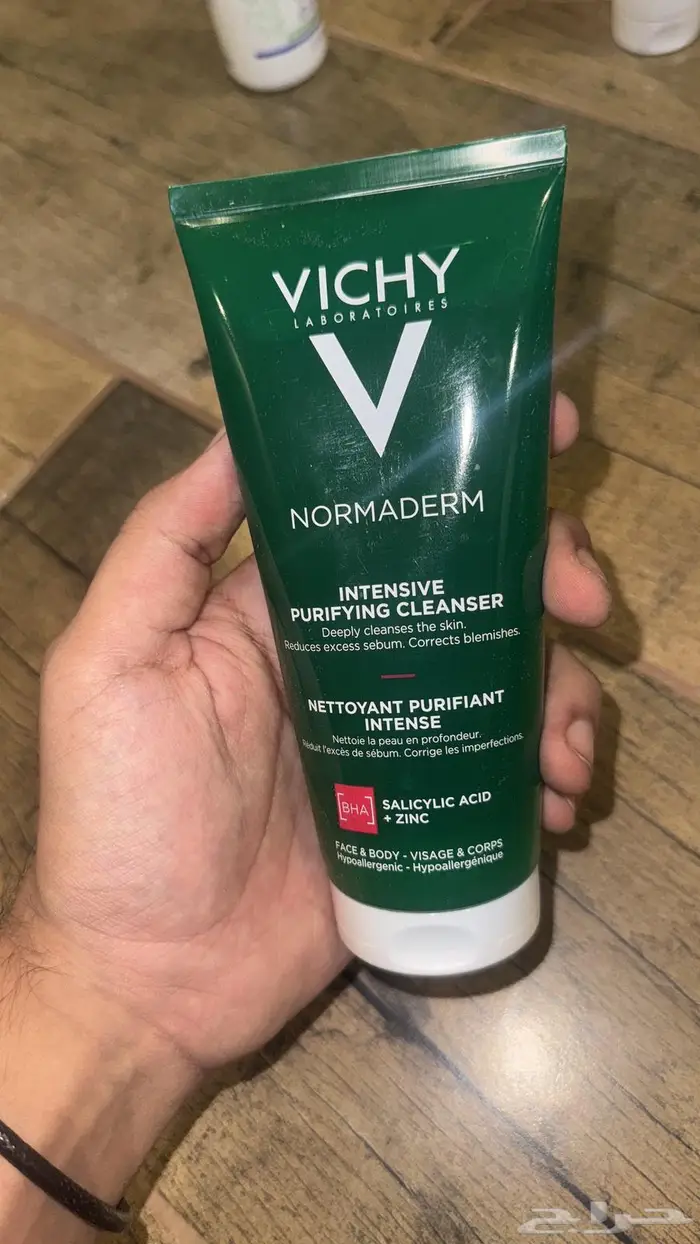 VICHY
LABORATOIRES
V
NORMADERM
INTENSIVE
PURIFYING CLEANSER
Deeply cleanses the skin.
Reduces excess sebum. Corrects blemishes.
NETTOYANT PURIFIANT
INTENSE
Nettoie la peau en profondeur.
Réduit l'excès de sébum. Corrige les imperfections.
[BHA] SALICYLIC ACID
+ ZINC
FACE & BODY - VISAGE & CORPS
Hypoallergenic - Hypoallergénique
حراج